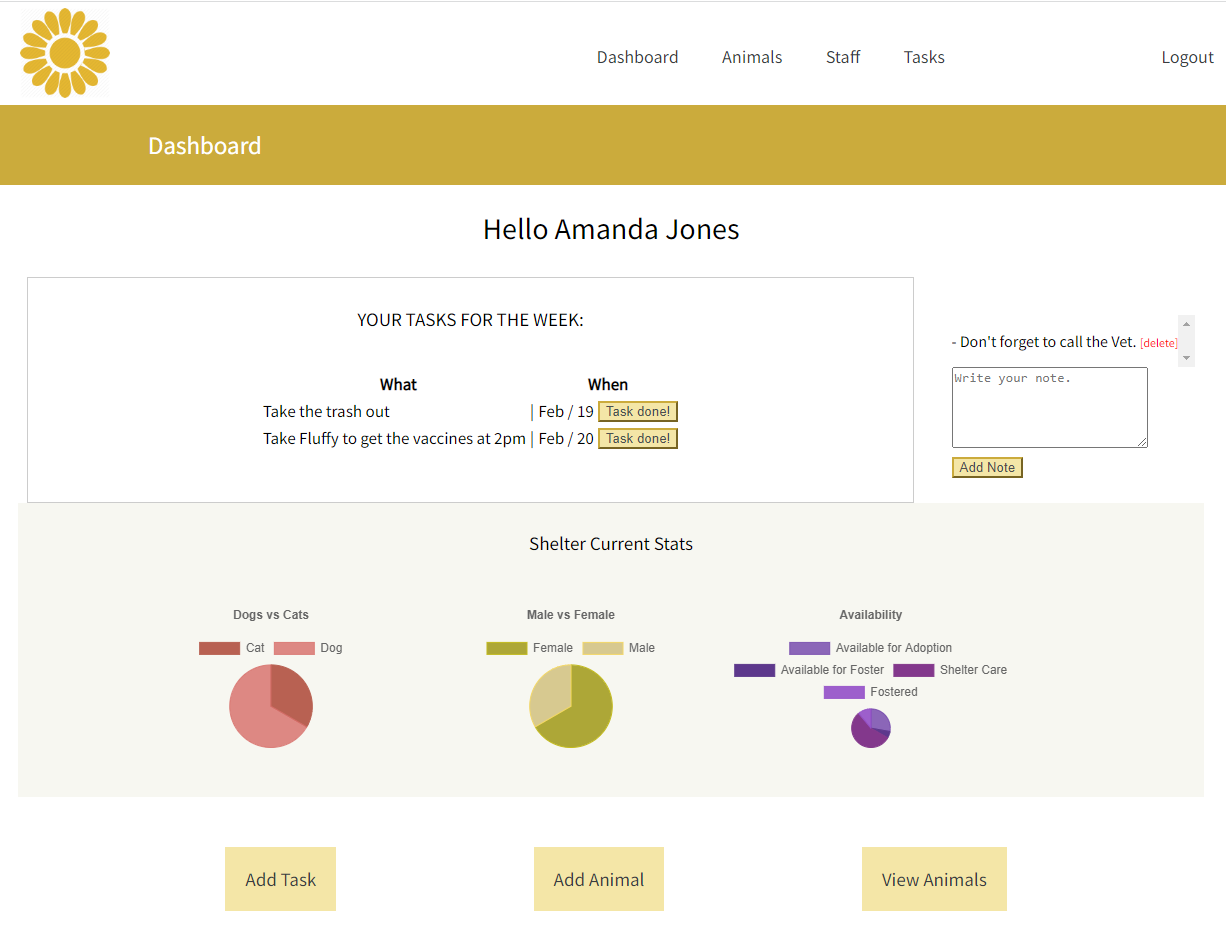 Dashboard Animals Staff Tasks Logout
Dashboard
Hello Amanda Jones
YOUR TASKS FOR THE WEEK:
What When
Take the trash out | Feb / 19 Task done!
Take Fluffy to get the vaccines at 2pm | Feb / 20 Task done!
- Don't forget to call the Vet. [delete]
Write your note.
Add Note
Shelter Current Stats
Dogs vs Cats
Cat Dog
Male vs Female
Female Male
Availability
Available for Adoption
Available for Foster Shelter Care
Fostered
Add Task Add Animal View Animals